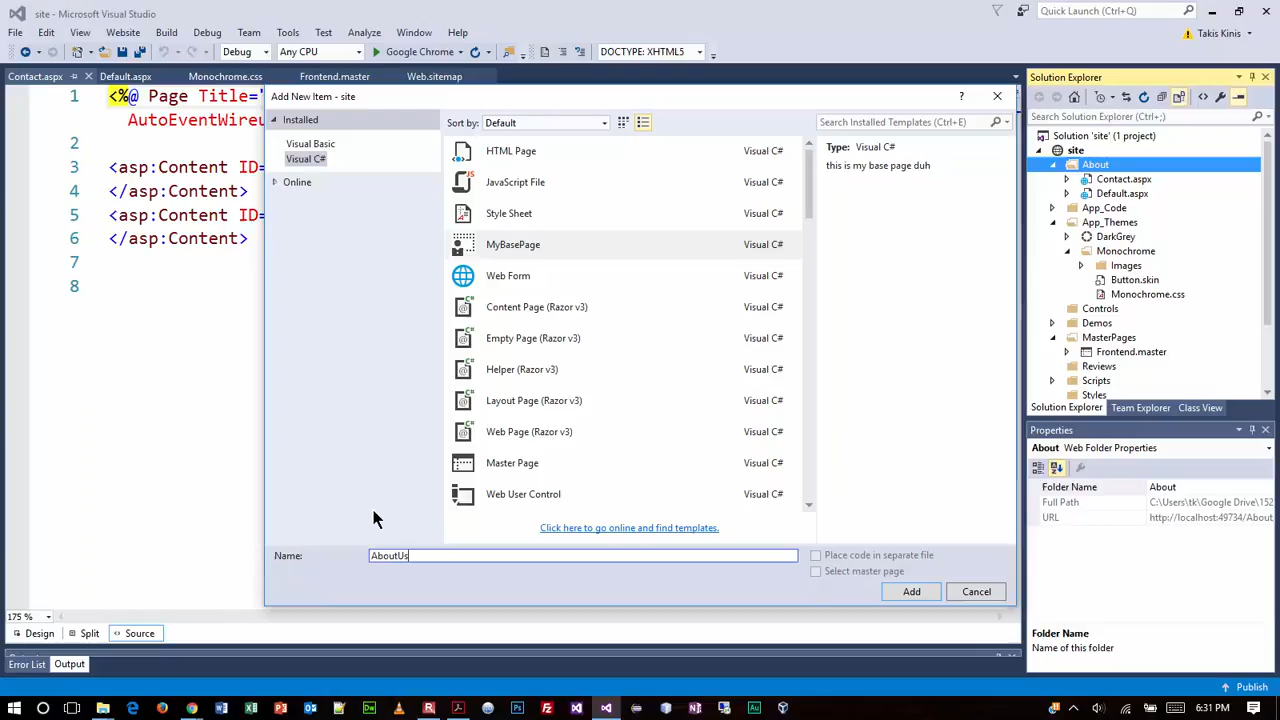 site - Microsoft Visual Studio
Quick Launch (Ctrl+Q)
File Edit View Website Build Debug Team Tools Test Analyze Window Help
Takis Kinis
Debug Any CPU Google Chrome DOCTYPE: XHTML5
Contact.aspx Default.aspx Monochrome.css Frontend.master Web.sitemap
1 <%@ Page Title="
AutoEventWireu
2
3 <asp:Content ID=
4 </asp:Content>
5 <asp:Content ID=
6 </asp:Content>
7
8
175 %
Design Split Source
Error List Output
Add New Item - site
Installed
Visual Basic
Visual C#
Online
Sort by: Default
Search Installed Templates (Ctrl+E)
HTML Page Visual C#
JavaScript File Visual C#
Style Sheet Visual C#
MyBasePage Visual C#
Web Form Visual C#
Content Page (Razor v3) Visual C#
Empty Page (Razor v3) Visual C#
Helper (Razor v3) Visual C#
Layout Page (Razor v3) Visual C#
Web Page (Razor v3) Visual C#
Master Page Visual C#
Web User Control Visual C#
Type: Visual C#
this is my base page duh
Click here to go online and find templates.
Name: AboutUs
Place code in separate file
Select master page
Add Cancel
Solution Explorer
Search Solution Explorer (Ctrl+;)
Solution 'site' (1 project)
site
About
Contact.aspx
Default.aspx
App_Code
App_Themes
DarkGrey
Monochrome
Images
Button.skin
Monochrome.css
Controls
Demos
MasterPages
Frontend.master
Reviews
Scripts
Styles
Solution Explorer Team Explorer Class View
Properties
About Web Folder Properties
Folder Name About
Full Path C:\Users\tk\Google Drive\152
URL http://localhost:49734/About
Folder Name
Name of this folder
Publish
6:31 PM